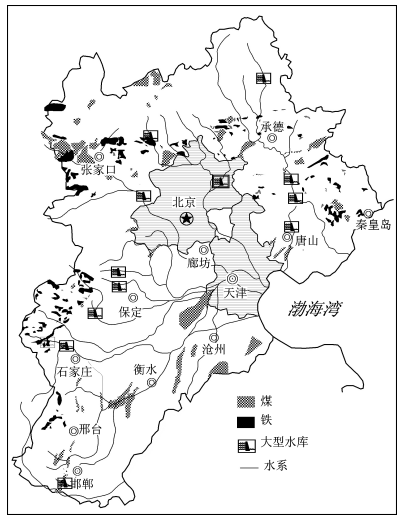 承德
张家口
北京
秦皇岛
唐山
廊坊
天津
渤海湾
保定
沧州
石家庄
衡水
邢台
邯郸
煤
铁
大型水库
水系